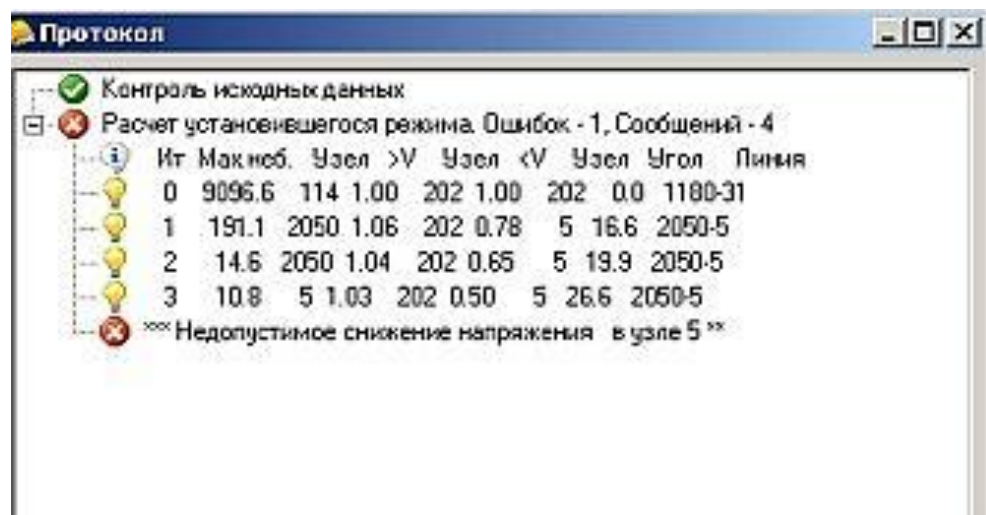 Протокол
Контроль исходных данных
Расчет установившегося режима. Ошибок - 1, Сообщений - 4
Ит Мах неб. Узел >V Узел <V Узел Угол Линия
0 9096.6 114 1.00 202 1.00 202 0.0 1180-31
1 191.1 2050 1.06 202 0.78 5 16.6 2050-5
2 14.6 2050 1.04 202 0.65 5 19.9 2050-5
3 10.8 5 1.03 202 0.50 5 26.6 2050-5
*** Недопустимое снижение напряжения в узле 5 **